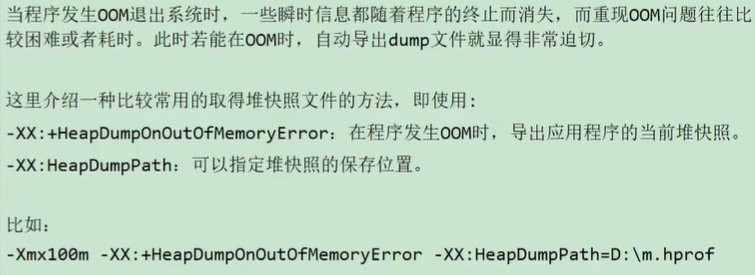 当程序发生OOM退出系统时，一些瞬时信息都随着程序的终止而消失，而重现OOM问题往往比
较困难或者耗时。此时若能在OOM时，自动导出dump文件就显得非常迫切。
这里介绍一种比较常用的取得堆快照文件的方法，即使用：
-XX:+HeapDumpOnOutOfMemoryError：在程序发生OOM时，导出应用程序的当前堆快照。
-XX:HeapDumpPath：可以指定堆快照的保存位置。
比如：
-Xmx100m -XX:+HeapDumpOnOutOfMemoryError -XX:HeapDumpPath=D:\m.hprof